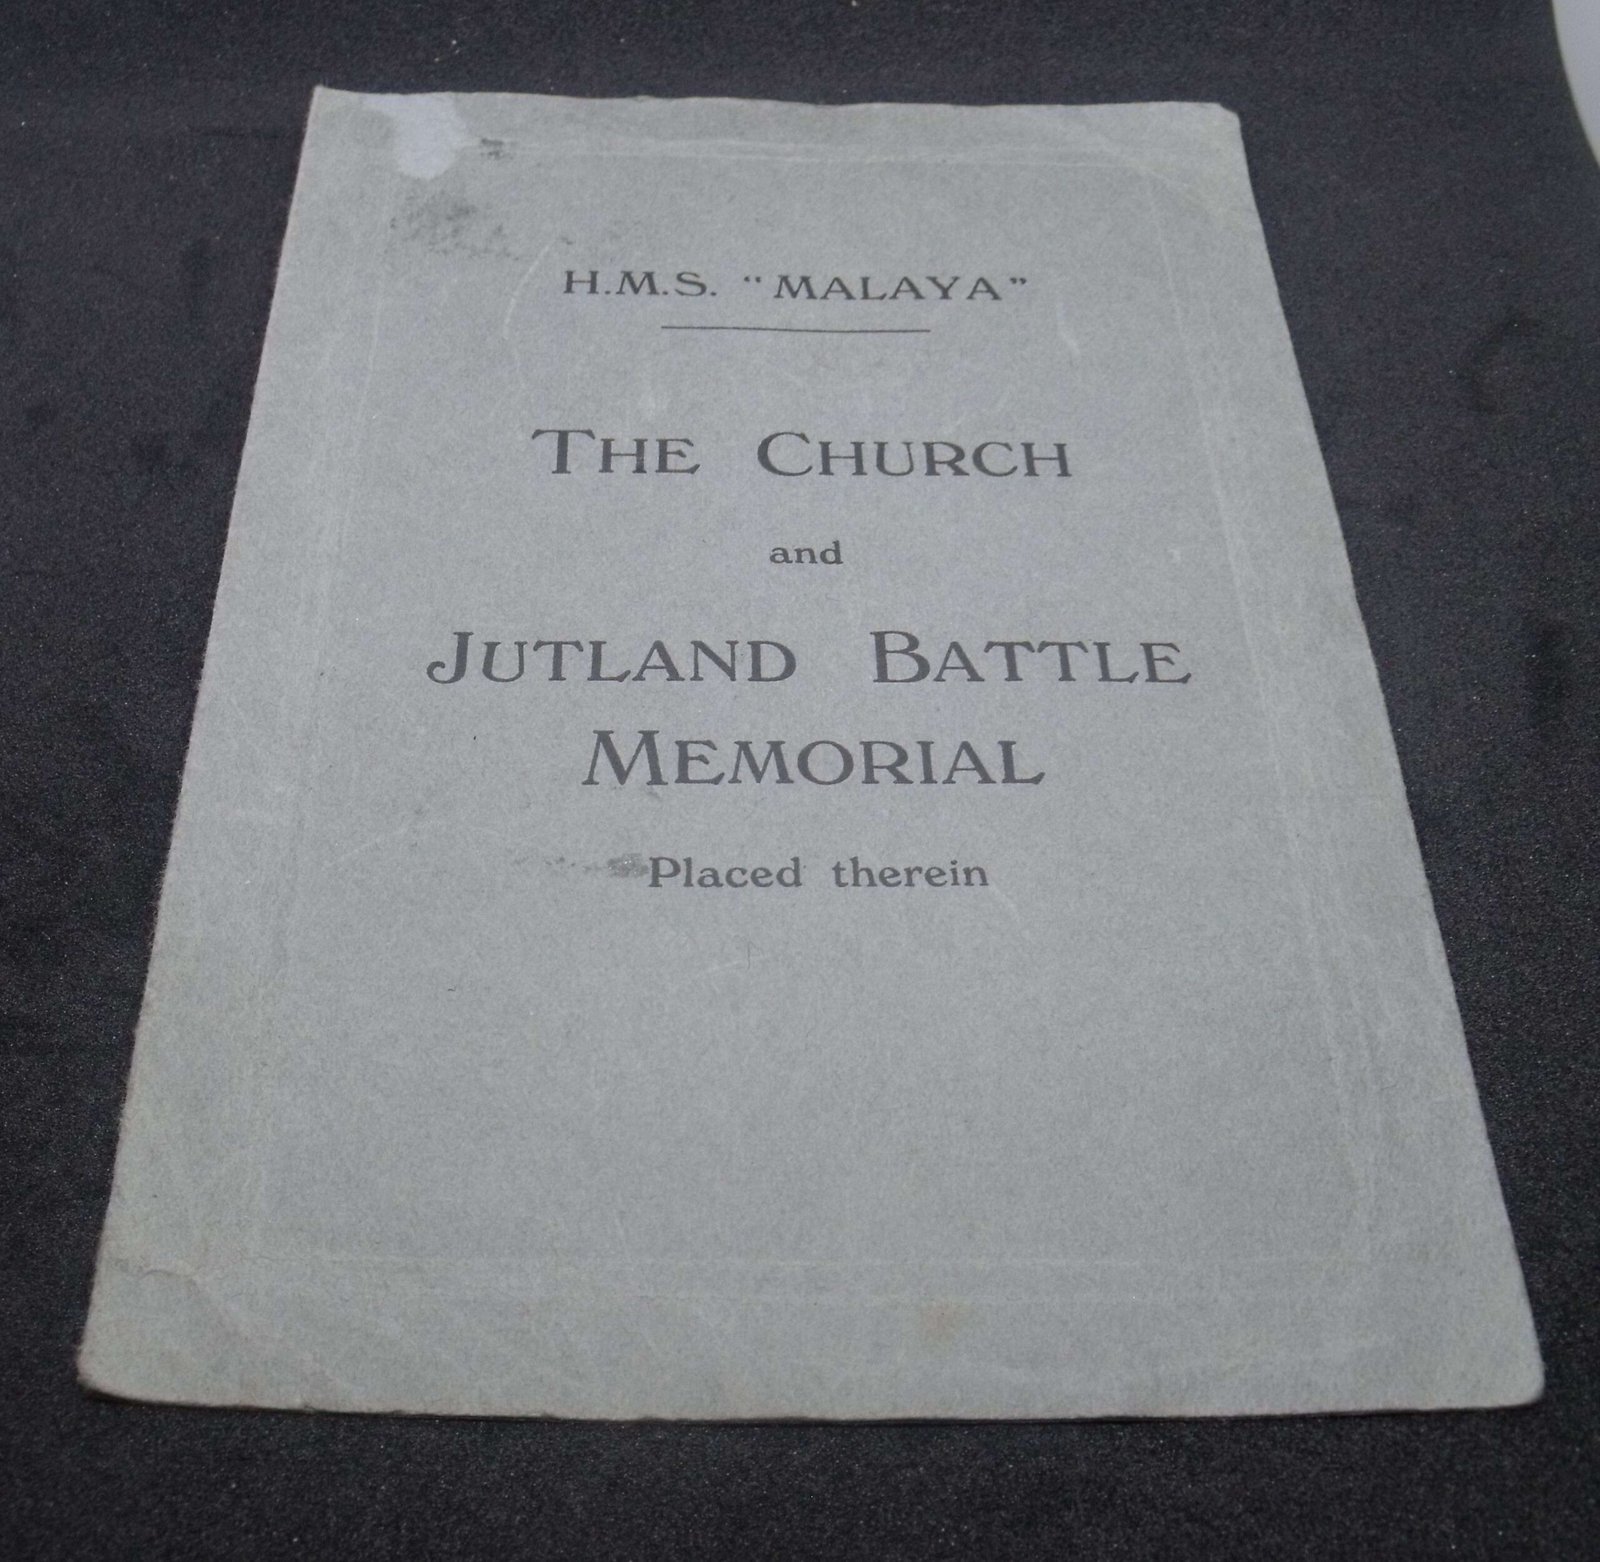 H.M.S. "MALAYA"
THE CHURCH
and
JUTLAND BATTLE
MEMORIAL
Placed therein